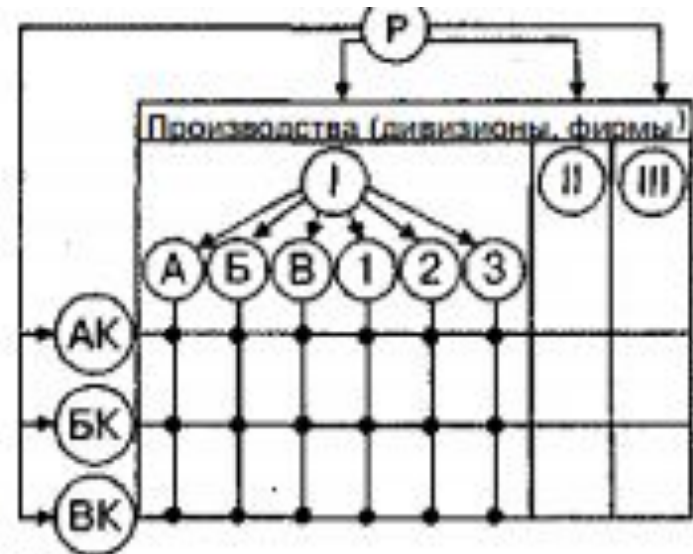 Р
Производства (дивизионы, фирмы)
I II III
А Б В 1 2 3
АК
БК
ВК